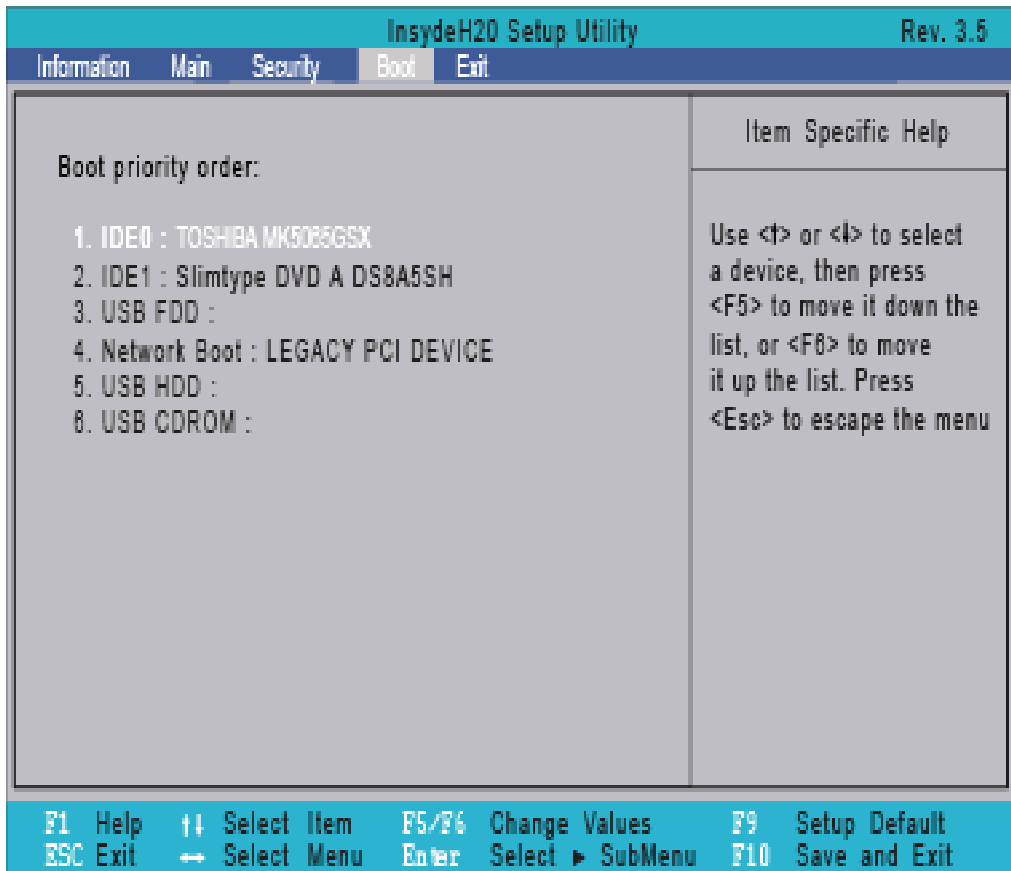 InsydeH20 Setup Utility Rev. 3.5
Information Main Security Boot Exit
Boot priority order:
1. IDE0 : TOSHIBA MK5065GSX
2. IDE1 : Slimtype DVD A DS8A5SH
3. USB FDD :
4. Network Boot : LEGACY PCI DEVICE
5. USB HDD :
6. USB CDROM :
Item Specific Help
Use <↑> or <↓> to select
a device, then press
<F5> to move it down the
list, or <F6> to move
it up the list. Press
<Esc> to escape the menu
F1 Help ↑↓ Select Item F5/F6 Change Values F9 Setup Default
ESC Exit ↔ Select Menu Enter Select ► SubMenu F10 Save and Exit